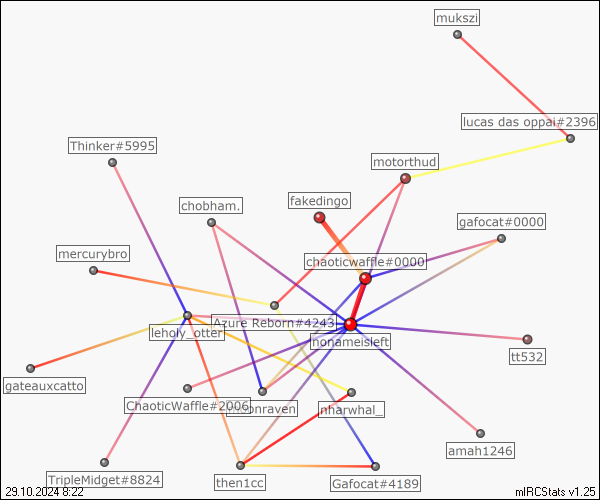 mukszi
lucas das oppai#2396
Thinker#5995
motorthud
fakedingo
chobham.
gafocat#0000
mercurybro
chaoticwaffle#0000
Azure Reborn#4243
leholy_otter
nonameisleft
tt532
gateauxcatto
ChaoticWaffle#2006
nharwhal_
amah1246
TripleMidget#8824
then1cc
Gafocat#4189
29.10.2024 8:22
mIRCStats v1.25